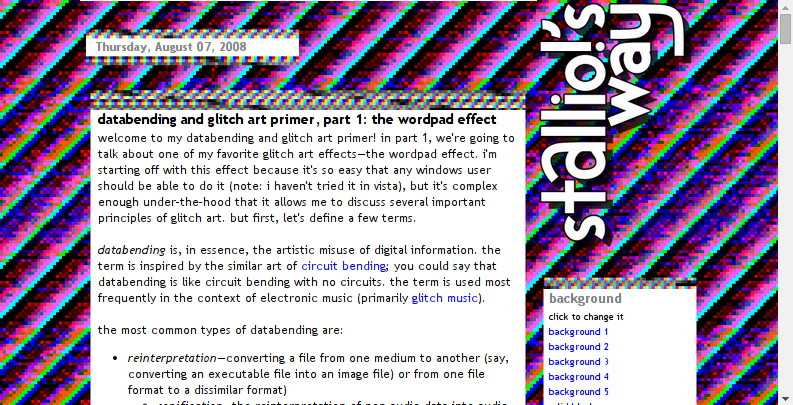 Thursday, August 07, 2008
stallio!'s
way
databending and glitch art primer, part 1: the wordpad effect
welcome to my databending and glitch art primer! in part 1, we're going to
talk about one of my favorite glitch art effects—the wordpad effect. i'm
starting off with this effect because it's so easy that any windows user
should be able to do it (note: i haven't tried it in vista), but it's complex
enough under-the-hood that it allows me to discuss several important
principles of glitch art. but first, let's define a few terms.
databending is, in essence, the artistic misuse of digital information. the
term is inspired by the similar art of circuit bending; you could say that
databending is like circuit bending with no circuits. the term is used most
frequently in the context of electronic music (primarily glitch music).
the most common types of databending are:
• reinterpretation—converting a file from one medium to another (say,
converting an executable file into an image file) or from one file
format to a dissimilar format)
background
click to change it
background 1
background 2
background 3
background 4
background 5